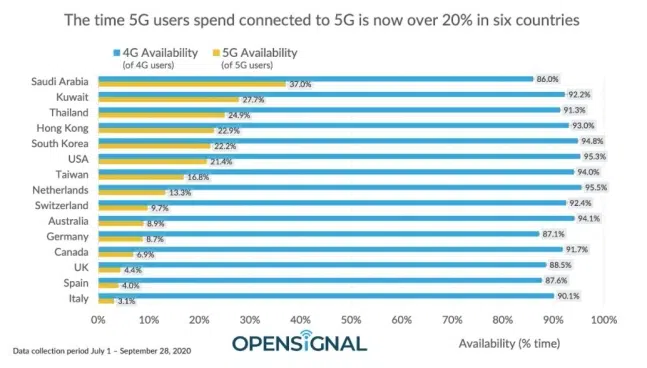 The time 5G users spend connected to 5G is now over 20% in six countries
4G Availability 5G Availability
(of 4G users) (of 5G users)
Saudi Arabia 86.0%
37.0%
Kuwait 92.2%
27.7%
Thailand 91.3%
24.9%
Hong Kong 93.0%
22.9%
South Korea 94.8%
22.2%
USA 95.3%
21.4%
Taiwan 94.0%
16.8%
Netherlands 95.5%
13.3%
Switzerland 92.4%
9.7%
Australia 94.1%
8.9%
Germany 87.1%
8.7%
Canada 91.7%
6.9%
UK 88.5%
4.4%
Spain 87.6%
4.0%
Italy 90.1%
3.1%
0% 10% 20% 30% 40% 50% 60% 70% 80% 90% 100%
Data collection period July 1 – September 28, 2020
OPENSIGNAL
Availability (% time)